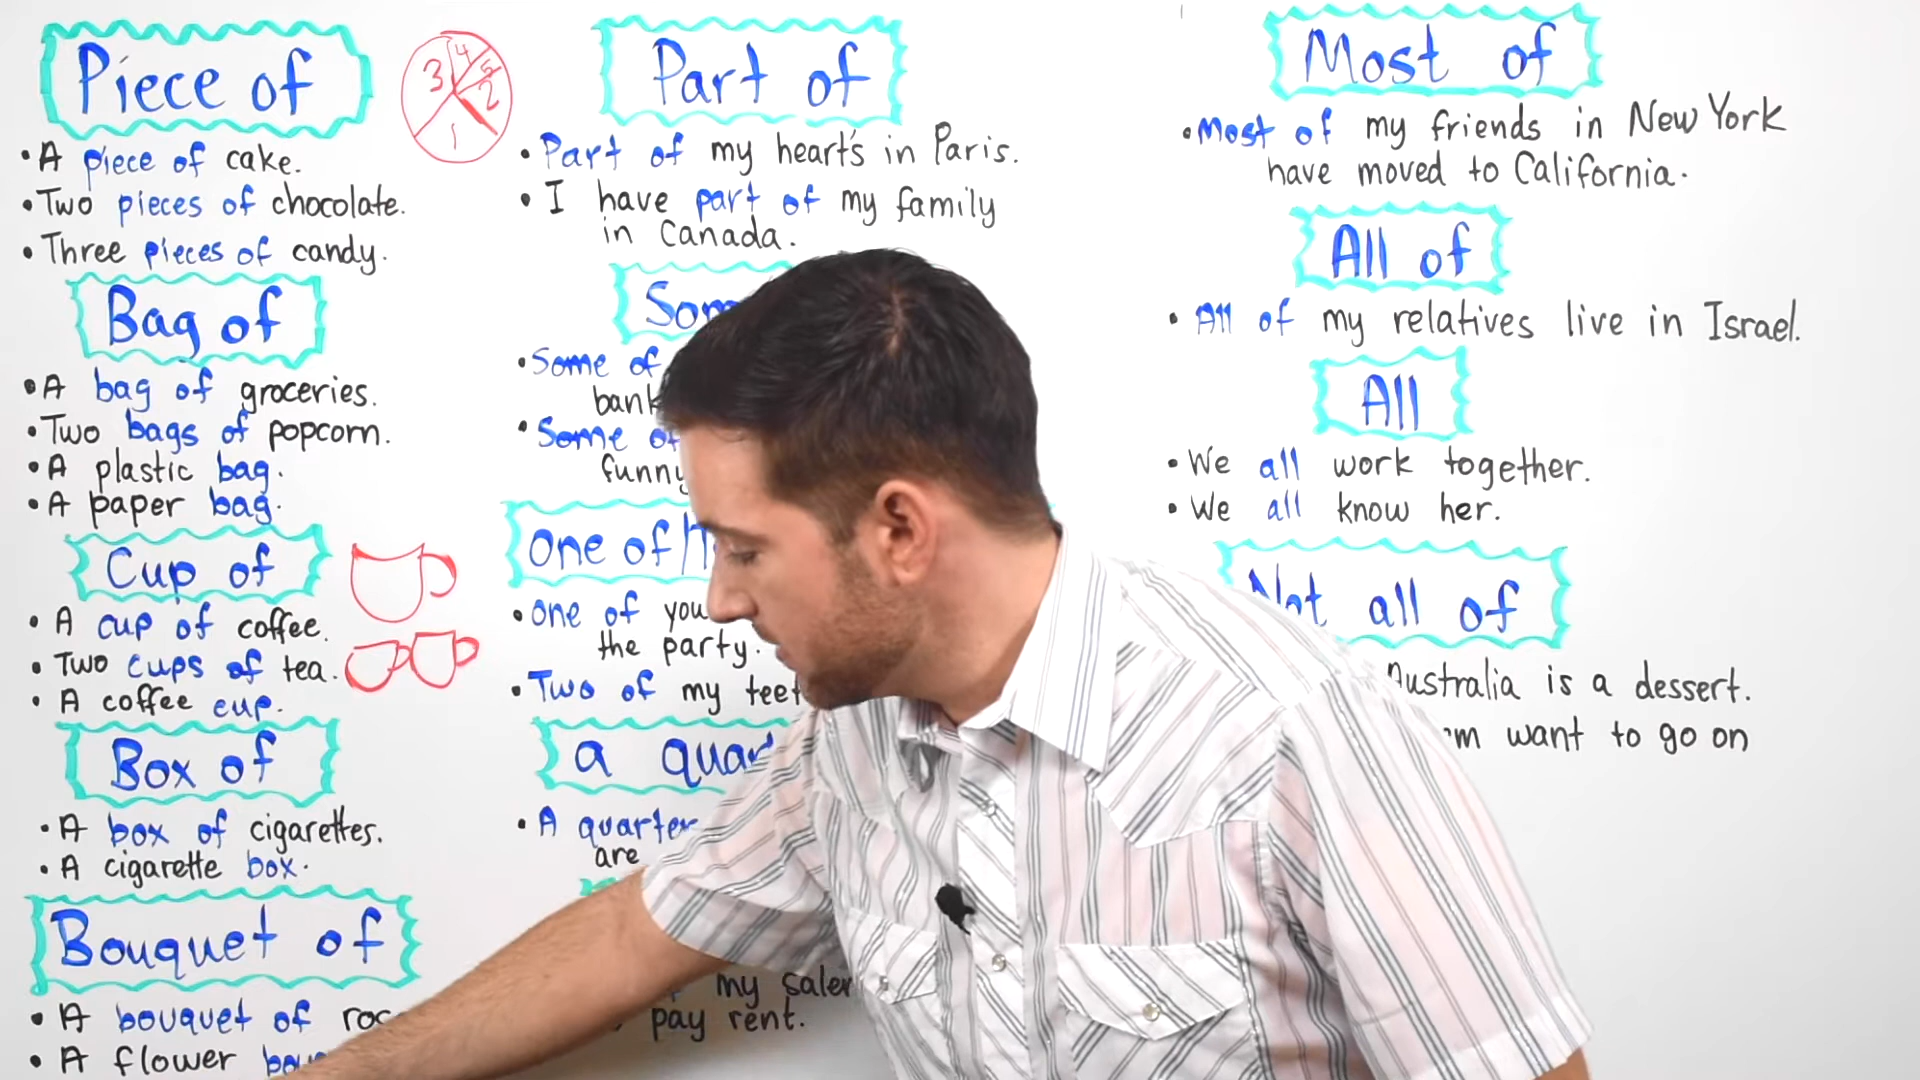 Piece of
3 4 5 2 1
• A piece of cake.
• Two pieces of chocolate.
• Three pieces of candy.
Bag of
• A bag of groceries.
• Two bags of popcorn.
• A plastic bag.
• A paper bag.
Cup of
• A cup of coffee.
• Two cups of tea.
• A coffee cup.
Box of
• A box of cigarettes.
• A cigarette box.
Bouquet of
• A bouquet of
• A flower
Part of
• Part of my heart's in Paris.
• I have part of my family
in Canada.
• Some of
• Some of
funny
One of/
• One of
the party.
• Two of my
a
• A quarter
are
my
pay rent.
Most of
• Most of my friends in New York
have moved to California.
All of
• All of my relatives live in Israel.
All
• We all work together.
• We all know her.
Not all of
Australia is a dessert.
want to go on